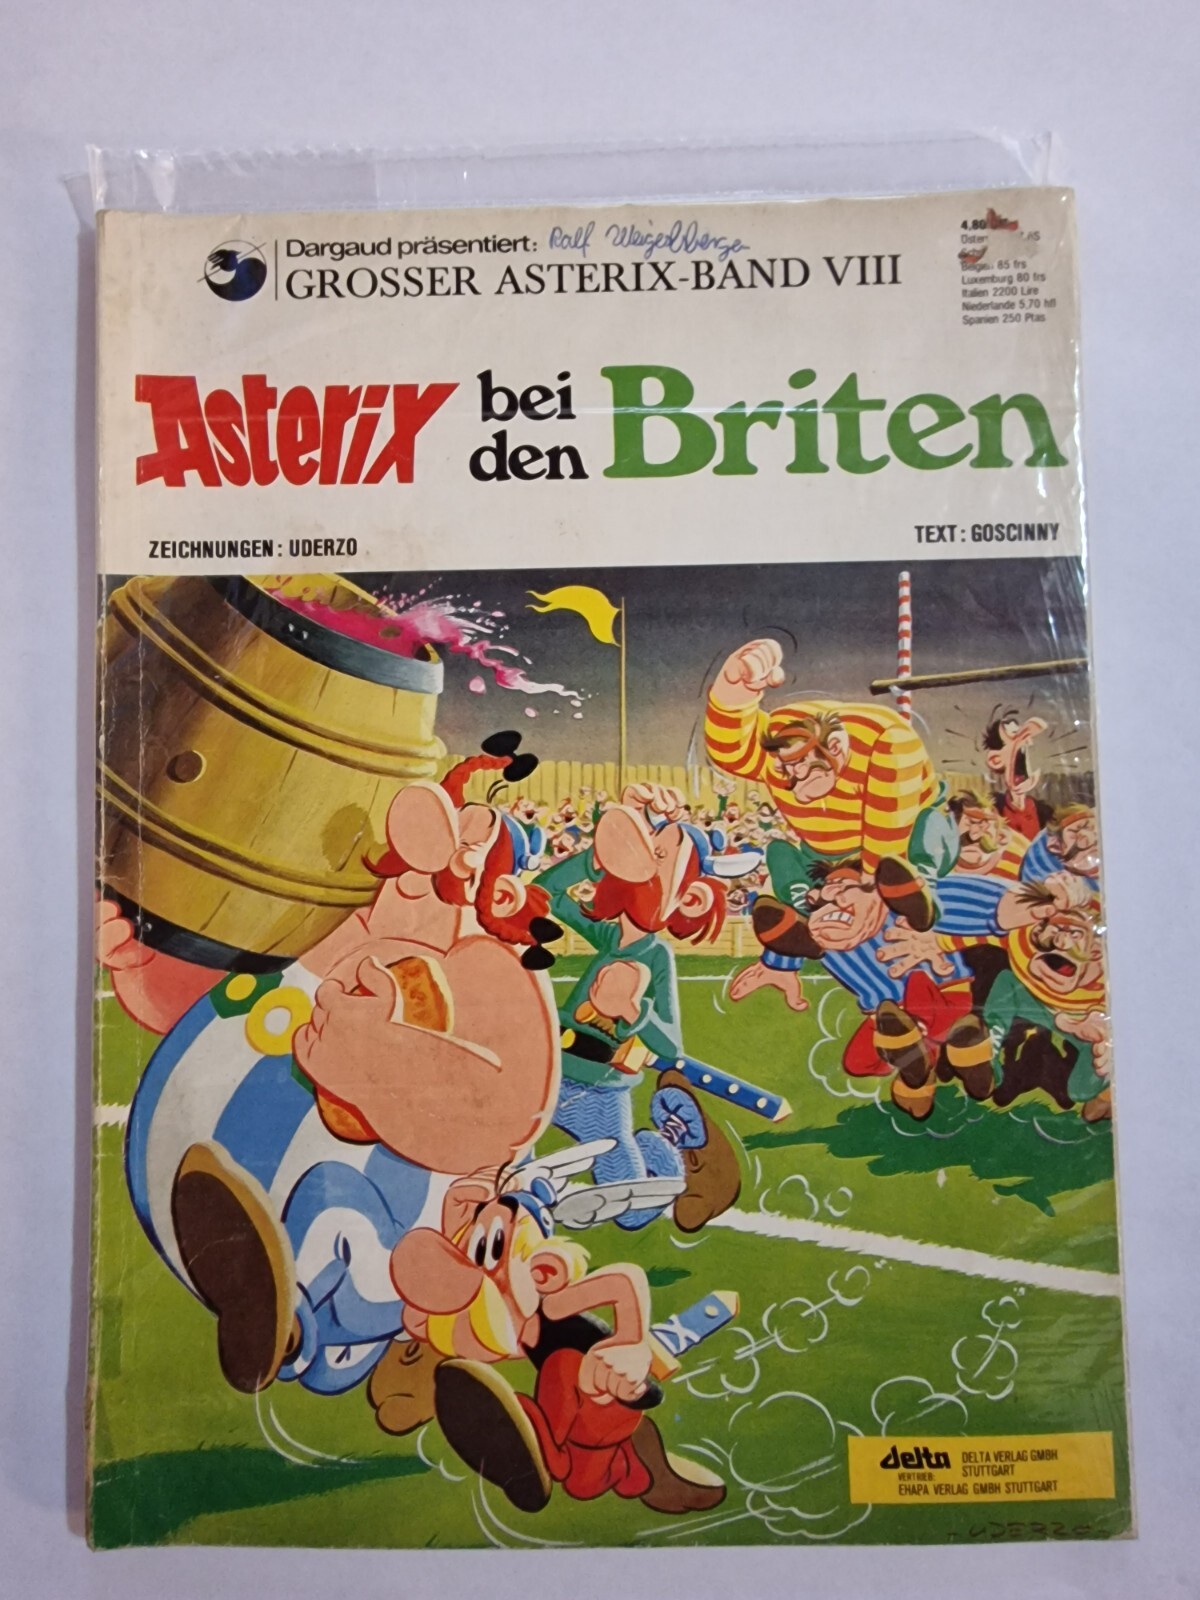 Dargaud präsentiert: Ralf
GROSSER ASTERIX-BAND VIII
4,80
Belgien 85 frs
Luxemburg 80 frs
Italien 2200 Lire
Niederlande 5,70 hfl
Spanien 250 Ptas
Asterix bei den Briten
ZEICHNUNGEN: UDERZO
TEXT: GOSCINNY
delta
DELTA VERLAG GMBH
STUTTGART
VERTRIEB:
EHAPA VERLAG GMBH STUTTGART
-UDERZO-